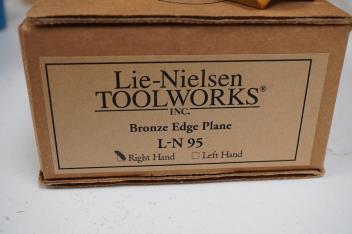 Lie-Nielsen
TOOLWORKS®
INC.
Bronze Edge Plane
L-N 95
Right Hand Left Hand